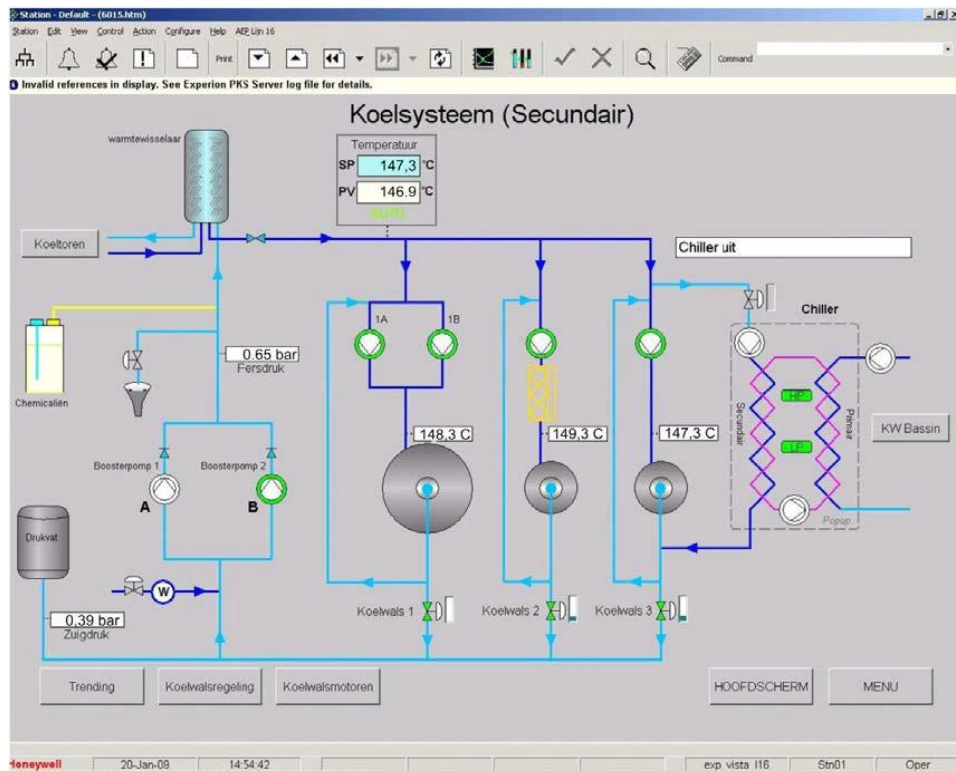 Station - Default - (6015.htm)
Station Edit View Control Action Configure Help AEP Lijn 16
Print
Command
Invalid references in display. See Experion PKS Server log file for details.
Koelsysteem (Secundair)
warmtewisselaar
Temperatuur
SP 147,3 °C
PV 146.9 °C
AUTO
Koeltoren
Chiller uit
1A
1B
Chiller
0.65 bar
Persdruk
Chemicaliën
HP
LP
Secundair
Primair
KW Bassin
148,3 C
149,3 C
147,3 C
Boosterpomp 1
Boosterpomp 2
A
B
Popup
Drukvat
W
Koelwals 1
Koelwals 2
Koelwals 3
0.39 bar
Zuigdruk
Trending
Koelwalsregeling
Koelwalsmotoren
HOOFDSCHERM
MENU
Honeywell 20-Jan-09 14:54:42 exp_vista_l16 Stn01 Oper